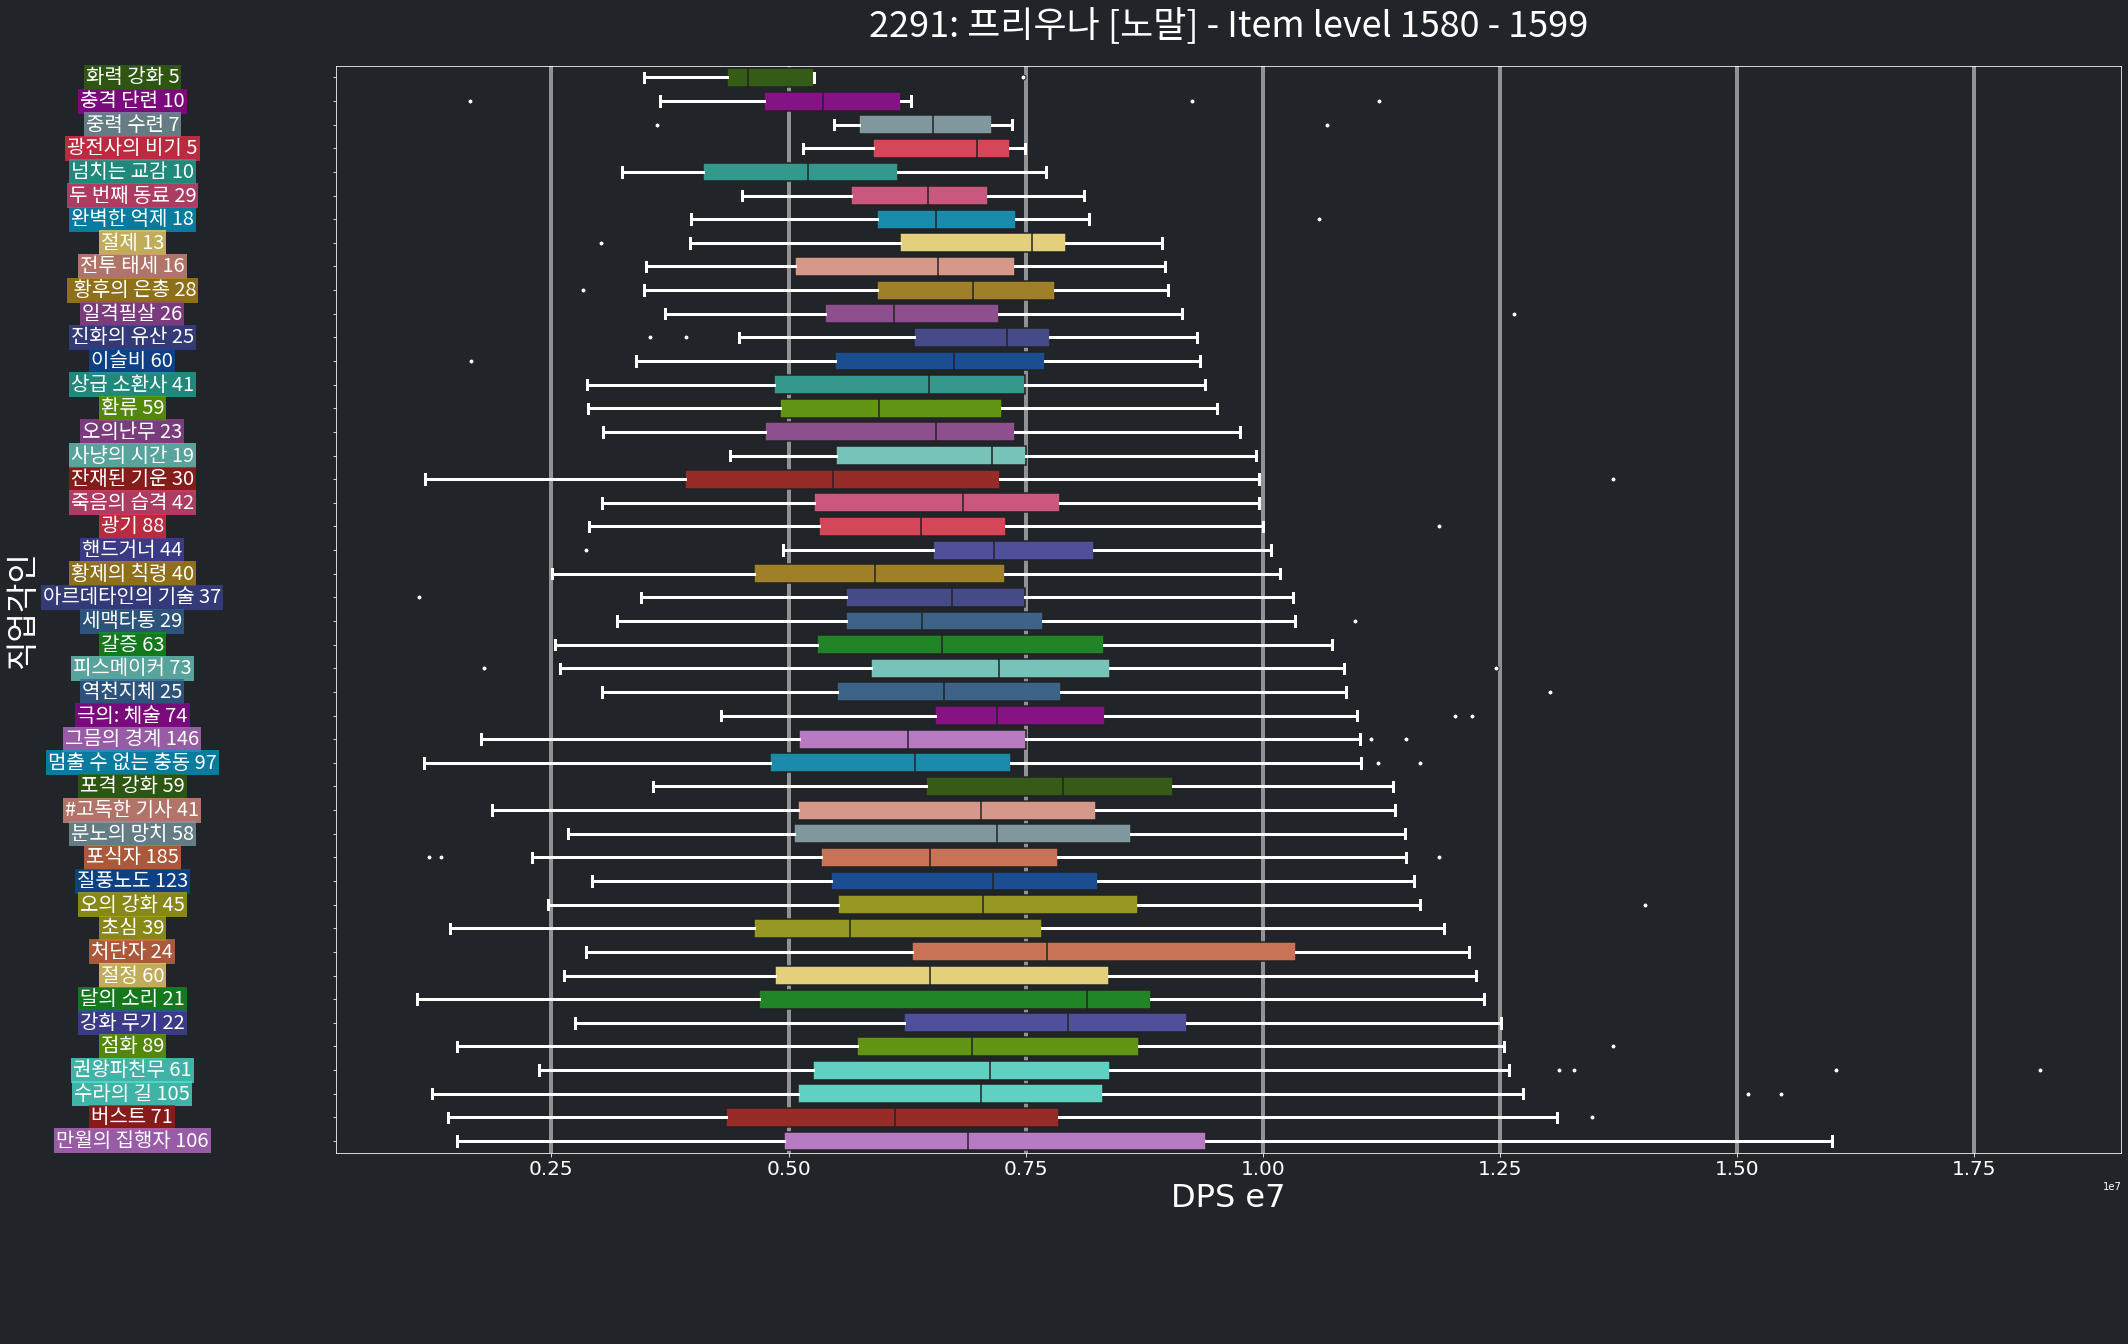 2291: 프리우나 [노말] - Item level 1580 - 1599
직업각인
화력 강화 5
충격 단련 10
중력 수련 7
광전사의 비기 5
넘치는 교감 10
두 번째 동료 29
완벽한 억제 18
절제 13
전투 태세 16
황후의 은총 28
일격필살 26
진화의 유산 25
이슬비 60
상급 소환사 41
환류 59
오의난무 23
사냥의 시간 19
잔재된 기운 30
죽음의 습격 42
광기 88
핸드거너 44
황제의 칙령 40
아르데타인의 기술 37
세맥타통 29
갈증 63
피스메이커 73
역천지체 25
극의: 체술 74
그믐의 경계 146
멈출 수 없는 충동 97
포격 강화 59
#고독한 기사 41
분노의 망치 58
포식자 185
질풍노도 123
오의 강화 45
초심 39
처단자 24
절정 60
달의 소리 21
강화 무기 22
점화 89
권왕파천무 61
수라의 길 105
버스트 71
만월의 집행자 106
0.25 0.50 0.75 1.00 1.25 1.50 1.75
DPS e7
1e7